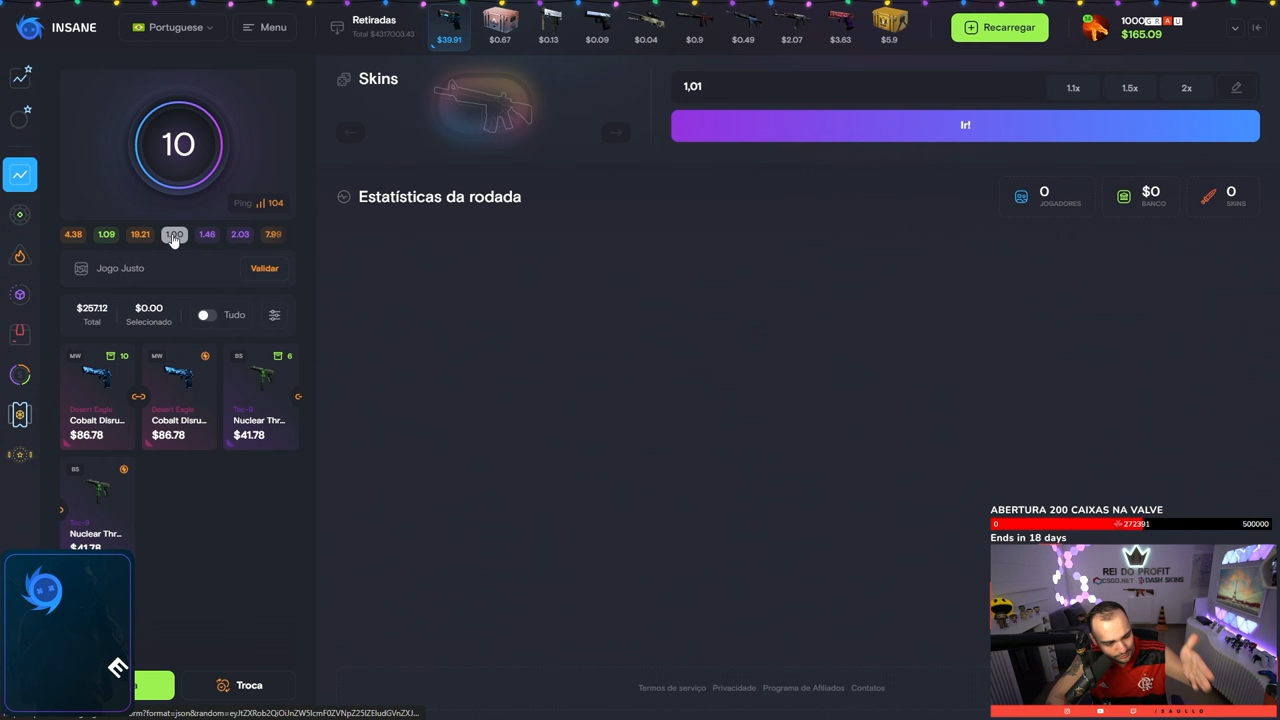 INSANE
Portuguese
Menu
Retiradas
Total $4317003.43
$39.91
$0.67
$0.13
$0.09
$0.04
$0.9
$0.49
$2.07
$3.63
$5.9
Recarregar
1000GRAU
$165.09
10
Ping 104
4.38
1.09
19.21
1.00
1.46
2.03
7.99
Jogo Justo
Validar
$257.12
Total
$0.00
Selecionado
Tudo
MW 10
Desert Eagle
Cobalt Disru...
$86.78
MW
Desert Eagle
Cobalt Disru...
$86.78
BS 6
Tec-9
Nuclear Thr...
$41.78
BS
Tec-9
Nuclear Thr...
$41.78
E
Troca
Skins
1,01
1.1x
1.5x
2x
Ir!
Estatísticas da rodada
0
JOGADORES
$0
BANCO
0
SKINS
Termos de serviço
Privacidade
Programa de Afiliados
Contatos
ABERTURA 200 CAIXAS NA VALVE
0
272391
500000
Ends in 18 days
REI DO PROFIT
CSGO.NET
DASH SKINS
/SAULLO